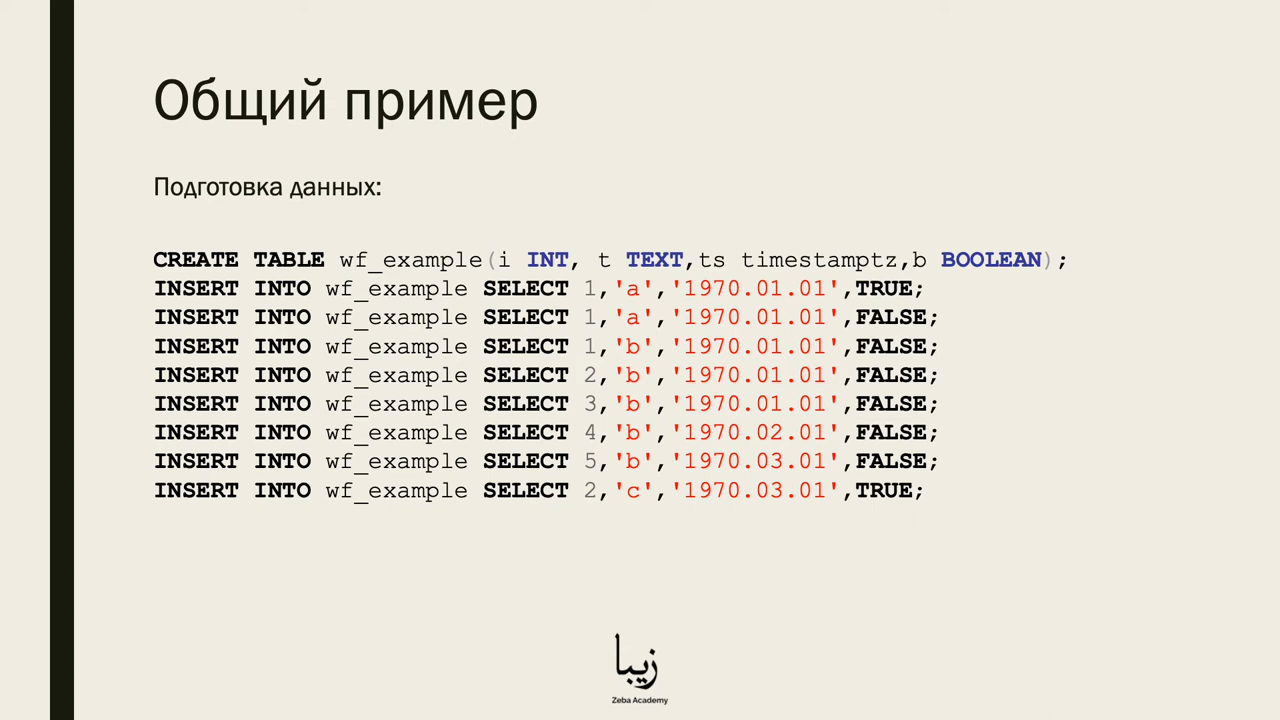 Общий пример
Подготовка данных:
CREATE TABLE wf_example(i INT, t TEXT,ts timestamptz,b BOOLEAN);
INSERT INTO wf_example SELECT 1,'a','1970.01.01',TRUE;
INSERT INTO wf_example SELECT 1,'a','1970.01.01',FALSE;
INSERT INTO wf_example SELECT 1,'b','1970.01.01',FALSE;
INSERT INTO wf_example SELECT 2,'b','1970.01.01',FALSE;
INSERT INTO wf_example SELECT 3,'b','1970.01.01',FALSE;
INSERT INTO wf_example SELECT 4,'b','1970.02.01',FALSE;
INSERT INTO wf_example SELECT 5,'b','1970.03.01',FALSE;
INSERT INTO wf_example SELECT 2,'c','1970.03.01',TRUE;
زیبا
Zeba Academy